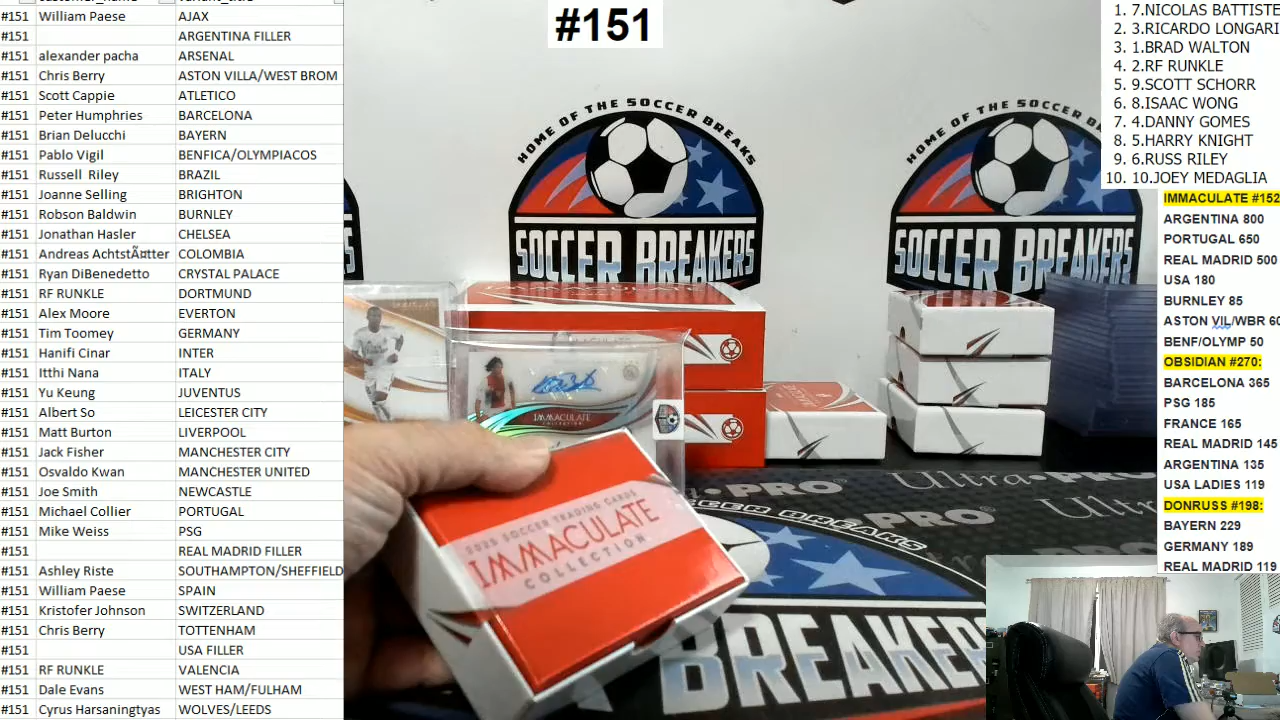 #151 William Paese AJAX
#151 ARGENTINA FILLER
#151 alexander pacha ARSENAL
#151 Chris Berry ASTON VILLA/WEST BROM
#151 Scott Cappie ATLETICO
#151 Peter Humphries BARCELONA
#151 Brian Delucchi BAYERN
#151 Pablo Vigil BENFICA/OLYMPIACOS
#151 Russell Riley BRAZIL
#151 Joanne Selling BRIGHTON
#151 Robson Baldwin BURNLEY
#151 Jonathan Hasler CHELSEA
#151 Andreas AchtstÃ¤tter COLOMBIA
#151 Ryan DiBenedetto CRYSTAL PALACE
#151 RF RUNKLE DORTMUND
#151 Alex Moore EVERTON
#151 Tim Toomey GERMANY
#151 Hanifi Cinar INTER
#151 Itthi Nana ITALY
#151 Yu Keung JUVENTUS
#151 Albert So LEICESTER CITY
#151 Matt Burton LIVERPOOL
#151 Jack Fisher MANCHESTER CITY
#151 Osvaldo Kwan MANCHESTER UNITED
#151 Joe Smith NEWCASTLE
#151 Michael Collier PORTUGAL
#151 Mike Weiss PSG
#151 REAL MADRID FILLER
#151 Ashley Riste SOUTHAMPTON/SHEFFIELD
#151 William Paese SPAIN
#151 Kristofer Johnson SWITZERLAND
#151 Chris Berry TOTTENHAM
#151 USA FILLER
#151 RF RUNKLE VALENCIA
#151 Dale Evans WEST HAM/FULHAM
#151 Cyrus Harsaningtyas WOLVES/LEEDS
#151
HOME OF THE SOCCER BREAKS
SOCCER BREAKERS
HOME OF THE SOCCER B
SOCCER BREAKERS
IMMACULATE
COLLECTION
2020 SOCCER TRADING CARDS
IMMACULATE
COLLECTION
Ultra PRO
Ultra
PRO
BREAKS
BREAKERS
1. 7.NICOLAS BATTISTE
2. 3.RICARDO LONGARI
3. 1.BRAD WALTON
4. 2.RF RUNKLE
5. 9.SCOTT SCHORR
6. 8.ISAAC WONG
7. 4.DANNY GOMES
8. 5.HARRY KNIGHT
9. 6.RUSS RILEY
10. 10.JOEY MEDAGLIA
IMMACULATE #152
ARGENTINA 800
PORTUGAL 650
REAL MADRID 500
USA 180
BURNLEY 85
ASTON VIL/WBR 60
BENF/OLYMP 50
OBSIDIAN #270:
BARCELONA 365
PSG 185
FRANCE 165
REAL MADRID 145
ARGENTINA 135
USA LADIES 119
DONRUSS #198:
BAYERN 229
GERMANY 189
REAL MADRID 119